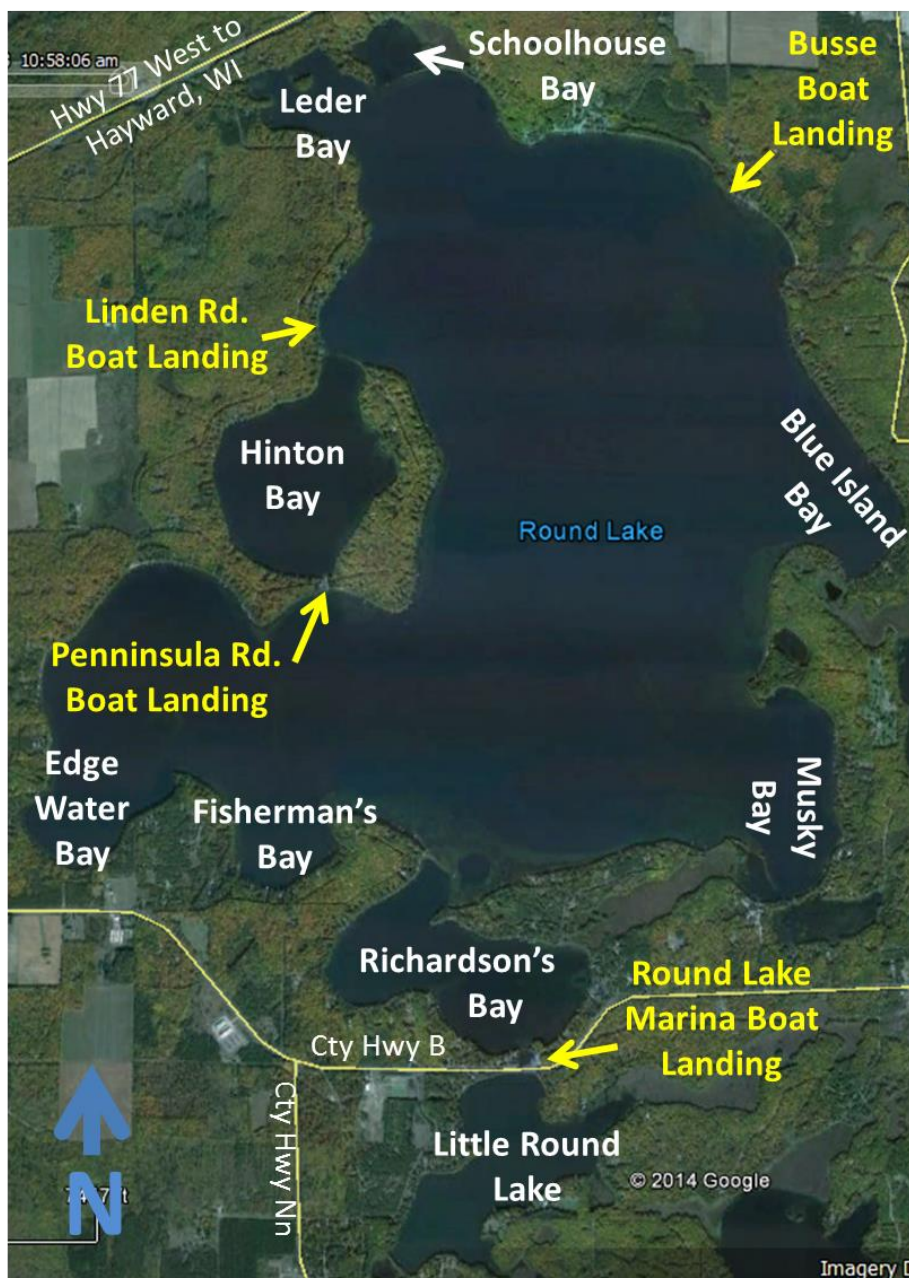 10:58:06 am
Hwy 77 West to
Hayward, WI
Schoolhouse
Bay
Busse
Boat
Landing
Leder
Bay
Linden Rd.
Boat Landing
Hinton
Bay
Blue Island
Bay
Round Lake
Penninsula Rd.
Boat Landing
Edge
Water
Bay
Fisherman's
Bay
Musky
Bay
Richardson's
Bay
Round Lake
Marina Boat
Landing
Cty Hwy B
Cty Hwy Nn
Little Round
Lake
© 2014 Google
N
Imagery D